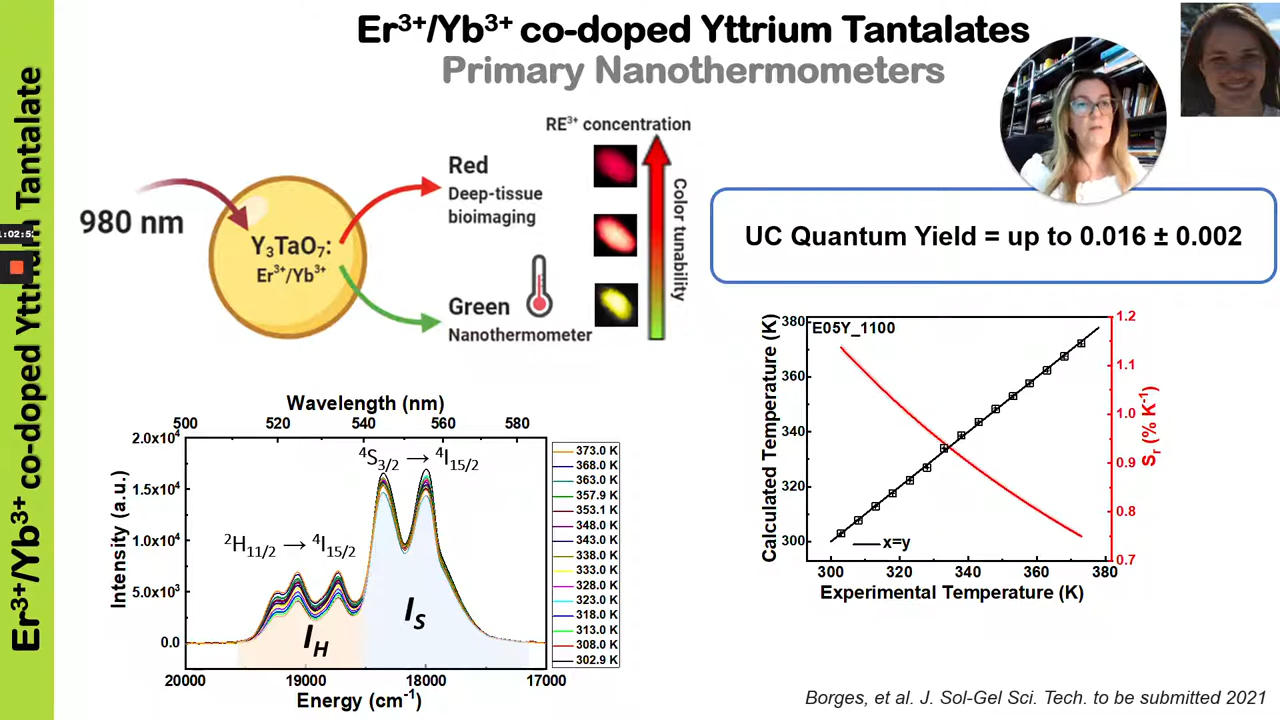 Er³⁺/Yb³⁺ co-doped Yttrium Tantalates
Primary Nanothermometers
Er³⁺/Yb³⁺ co-doped Yttrium Tantalate
1:02:5
980 nm
Y₃TaO₇:
Er³⁺/Yb³⁺
Red
Deep-tissue
bioimaging
Green
Nanothermometer
RE³⁺ concentration
Color tunability
UC Quantum Yield = up to 0.016 ± 0.002
Wavelength (nm)
500 520 540 560 580
2.0x10⁴
1.5x10⁴
1.0x10⁴
5.0x10³
0.0
Intensity (a.u.)
⁴S₃/₂ → ⁴I₁₅/₂
²H₁₁/₂ → ⁴I₁₅/₂
I_H
I_S
20000 19000 18000 17000
Energy (cm⁻¹)
373.0 K
368.0 K
363.0 K
357.9 K
353.1 K
348.0 K
343.0 K
338.0 K
333.0 K
328.0 K
323.0 K
318.0 K
313.0 K
308.0 K
302.9 K
E05Y_1100
Calculated Temperature (K)
380
360
340
320
300
x=y
300 320 340 360 380
Experimental Temperature (K)
1.2
1.1
1.0
0.9
0.8
0.7
Sᵣ (% K⁻¹)
Borges, et al. J. Sol-Gel Sci. Tech. to be submitted 2021